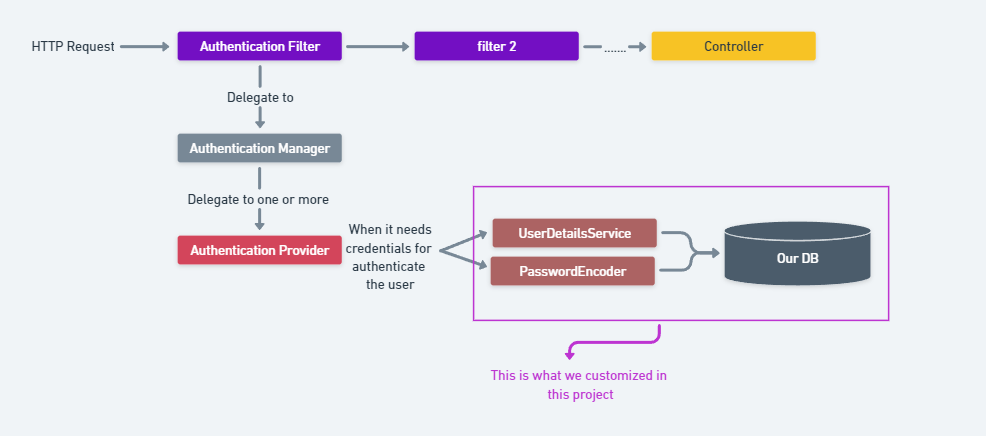 HTTP Request
Authentication Filter
filter 2
.......
Controller
Delegate to
Authentication Manager
Delegate to one or more
Authentication Provider
When it needs
credentials for
authenticate
the user
UserDetailsService
PasswordEncoder
Our DB
This is what we customized in
this project